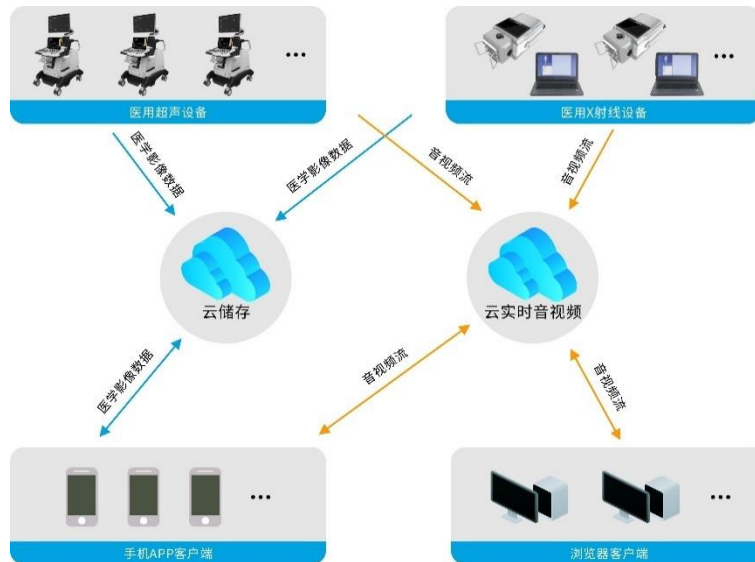 医用超声设备
医用X射线设备
医学影像数据
医学影像数据
音视频流
音视频流
云储存
云实时音视频
医学影像数据
音视频流
音视频流
手机APP客户端
浏览器客户端